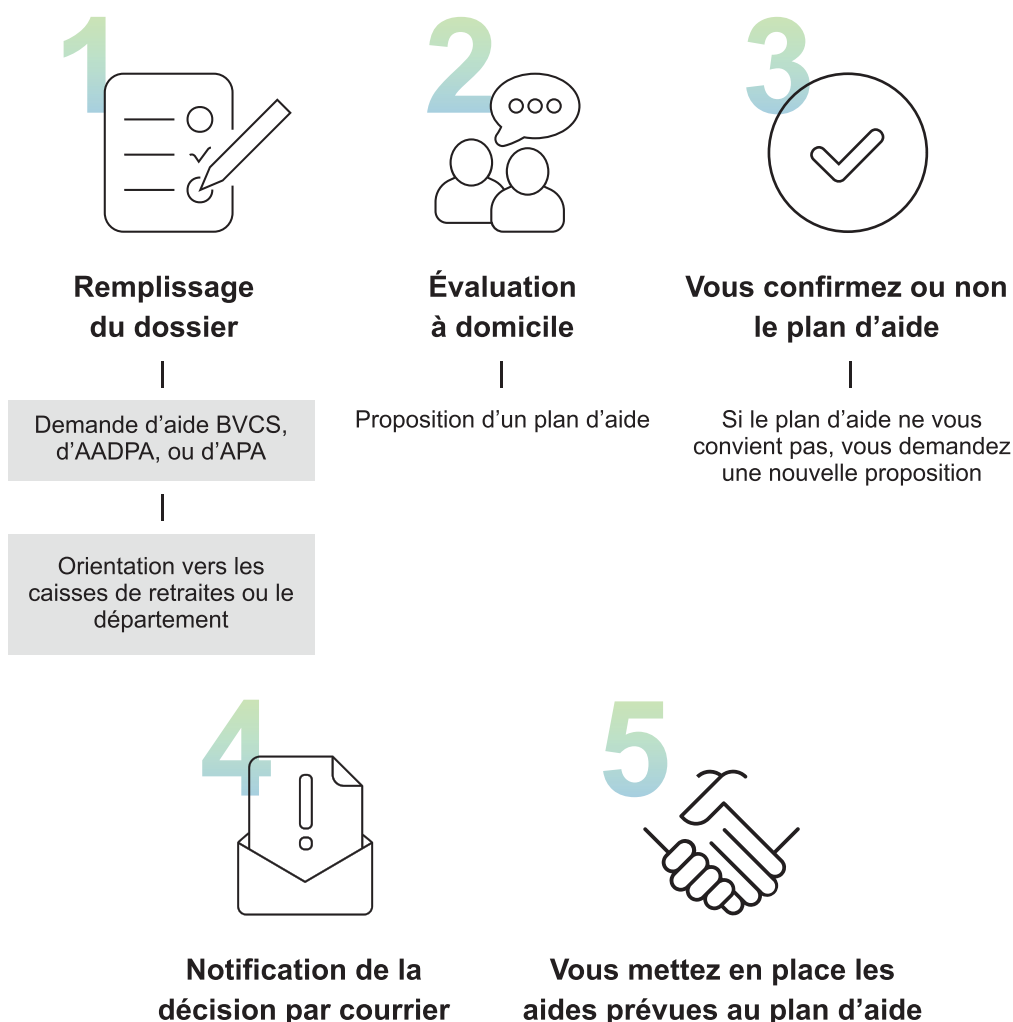 1
Remplissage
du dossier
Demande d'aide BVCS,
d'AADPA, ou d'APA
Orientation vers les
caisses de retraites ou le
département
2
Évaluation
à domicile
Proposition d'un plan d'aide
3
Vous confirmez ou non
le plan d'aide
Si le plan d'aide ne vous
convient pas, vous demandez
une nouvelle proposition
4
Notification de la
décision par courrier
5
Vous mettez en place les
aides prévues au plan d'aide